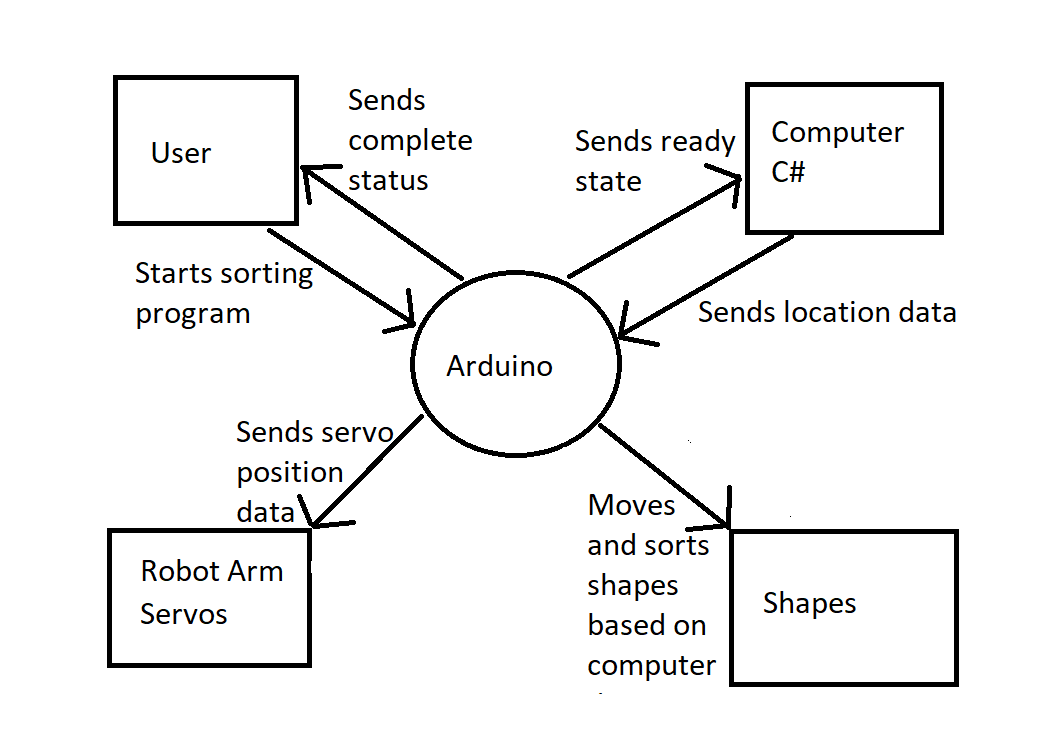 Sends
complete
status
User
Sends ready
state
Computer
C#
Starts sorting
program
Sends location data
Arduino
Sends servo
position
data
Robot Arm
Servos
Moves
and sorts
shapes
based on
computer
Shapes